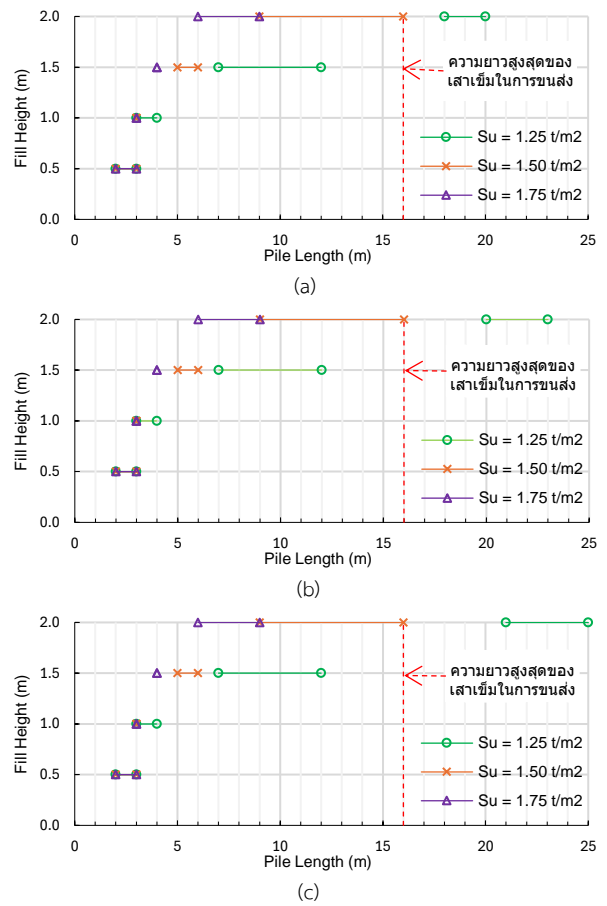 2.0
1.5
1.0
0.5
0.0
Fill Height (m)
ความยาวสูงสุดของ
เสาเข็มในการขนส่ง
Su = 1.25 t/m2
Su = 1.50 t/m2
Su = 1.75 t/m2
0 5 10 15 20 25
Pile Length (m)
(a)
2.0
1.5
1.0
0.5
0.0
Fill Height (m)
ความยาวสูงสุดของ
เสาเข็มในการขนส่ง
Su = 1.25 t/m2
Su = 1.50 t/m2
Su = 1.75 t/m2
0 5 10 15 20 25
Pile Length (m)
(b)
2.0
1.5
1.0
0.5
0.0
Fill Height (m)
ความยาวสูงสุดของ
เสาเข็มในการขนส่ง
Su = 1.25 t/m2
Su = 1.50 t/m2
Su = 1.75 t/m2
0 5 10 15 20 25
Pile Length (m)
(c)